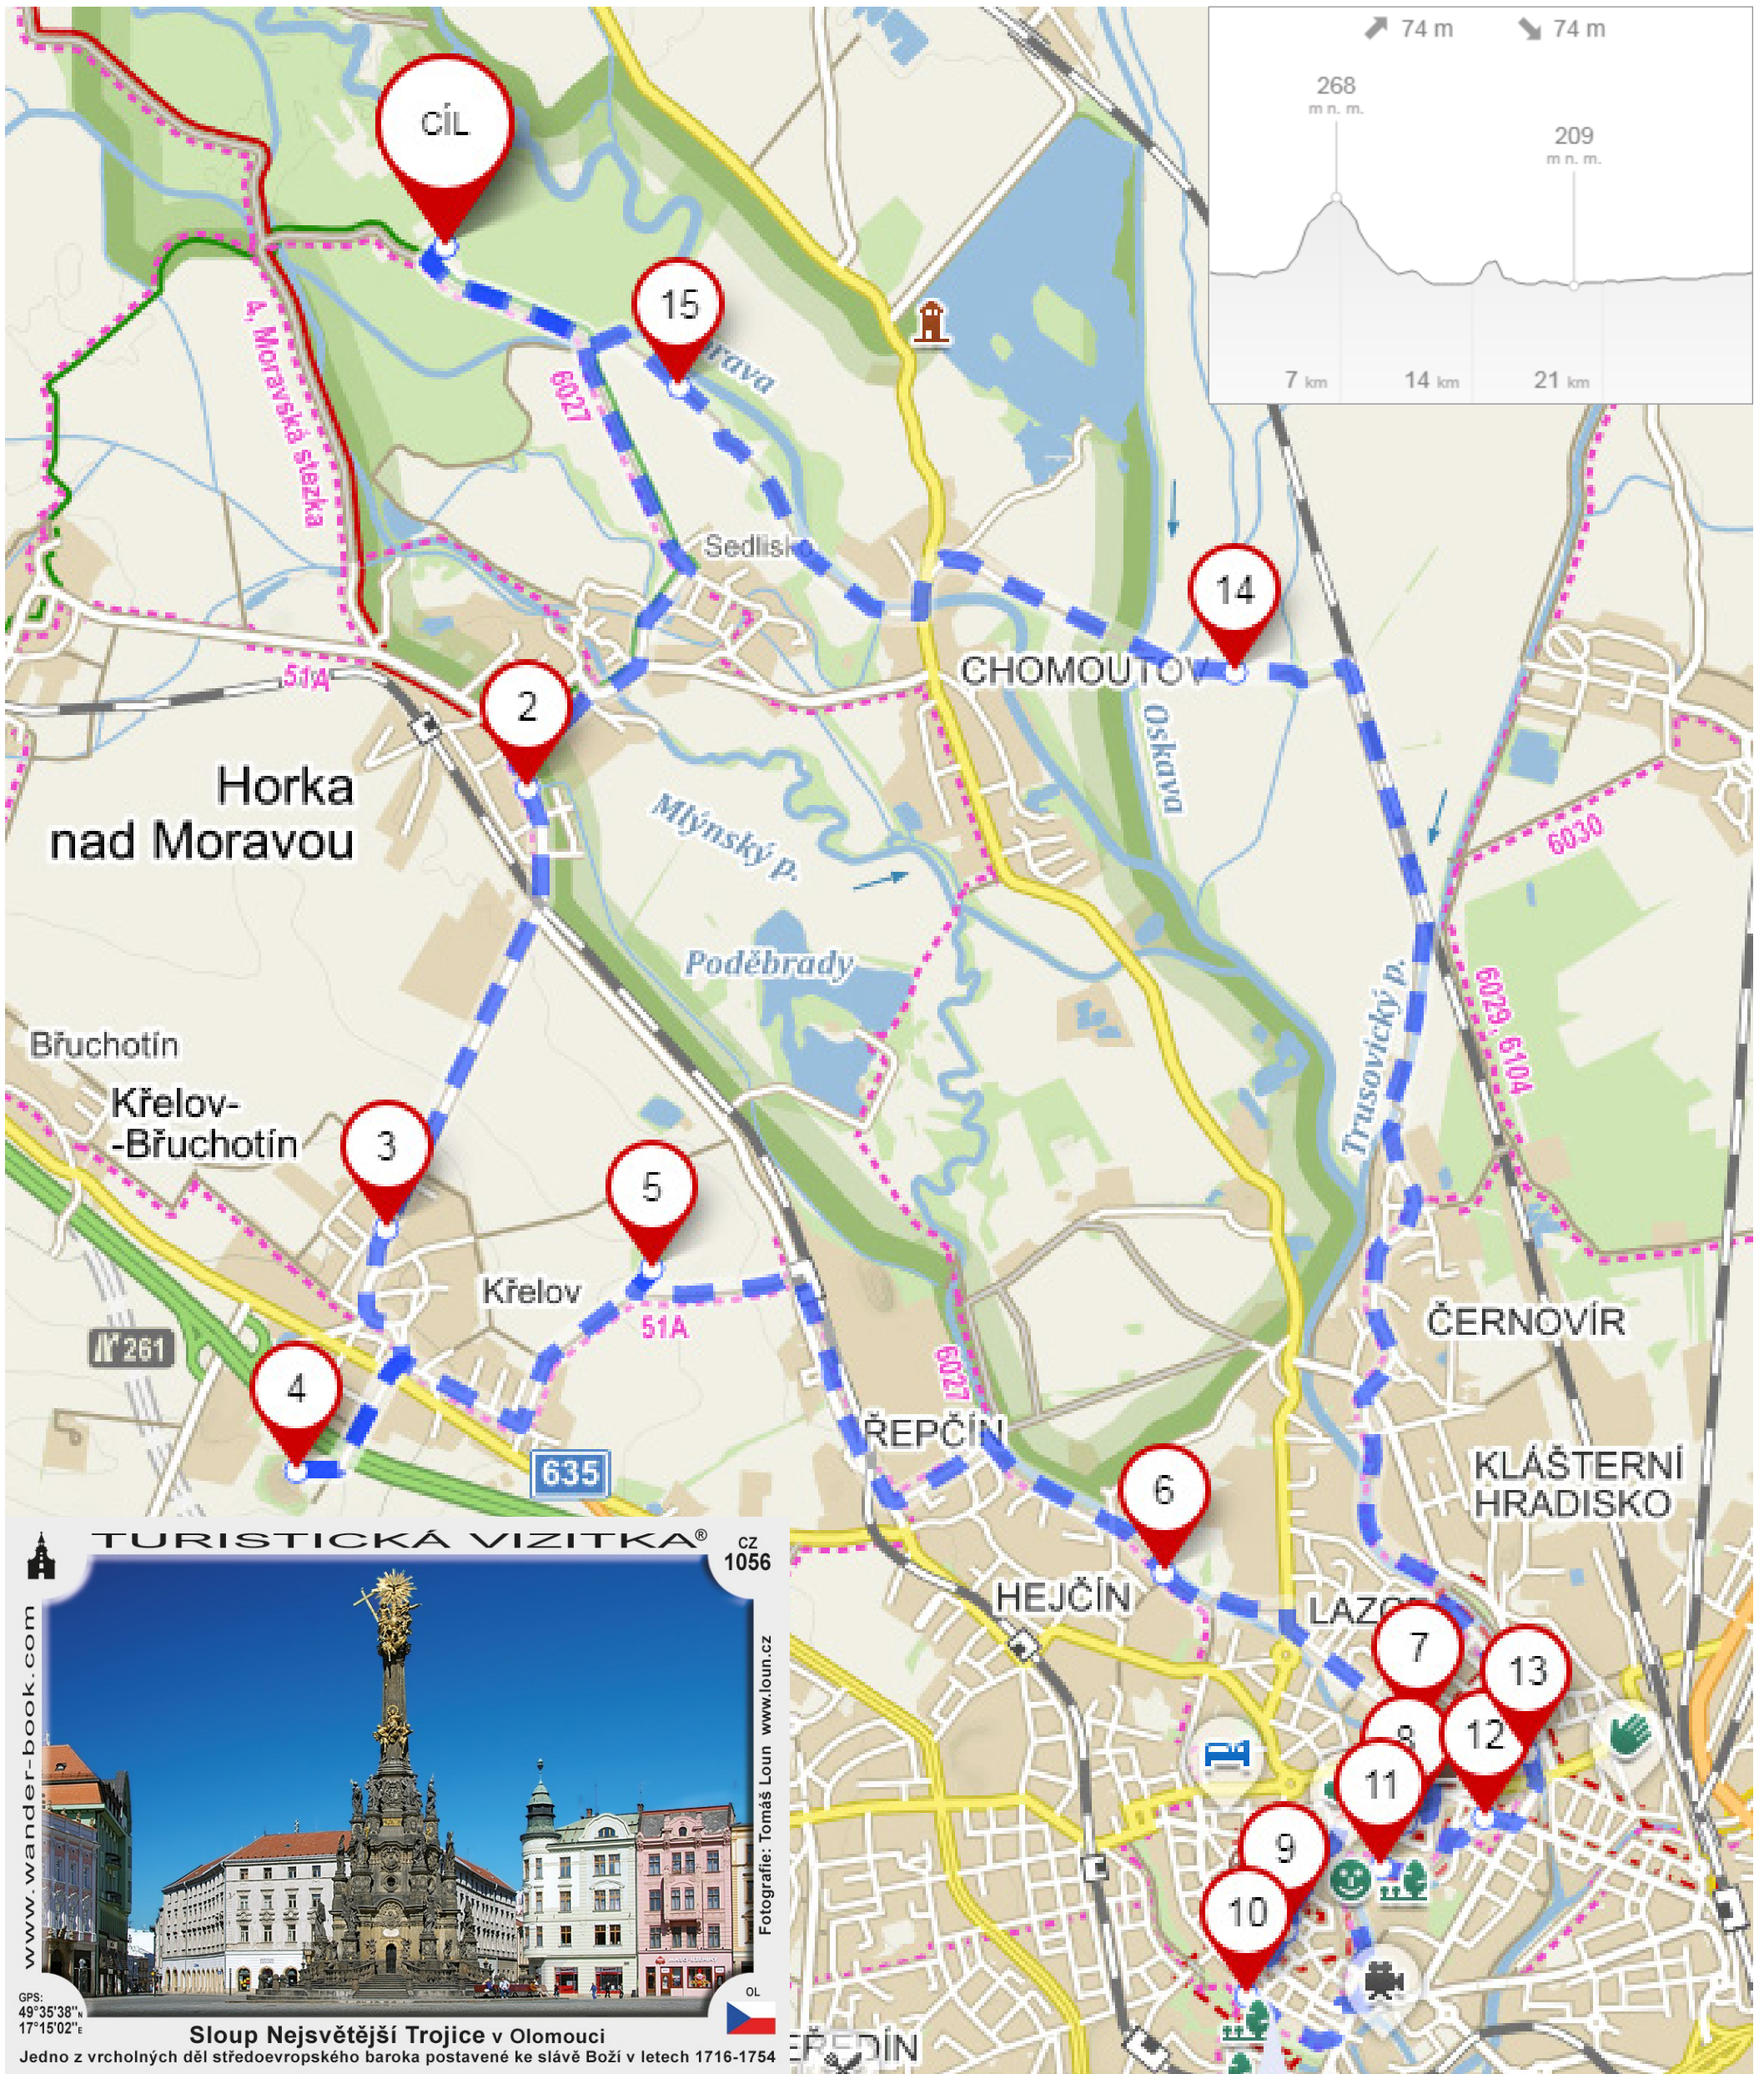 74 m
74 m
268
m n. m.
209
m n. m.
7 km
14 km
21 km
CÍL
15
rava
6027
4, Moravská stezka
Sedlisko
14
CHOMOUTOV
51A
2
Oskava
Horka
nad Moravou
Mlýnský p.
6030
Poděbrady
Trusovický p.
6029, 6104
Břuchotín
Křelov-
-Břuchotín
3
5
Křelov
51A
261
4
6027
ČERNOVÍR
ŘEPČÍN
635
6
KLÁŠTERNÍ
HRADISKO
HEJČÍN
LAZC
7
13
8
12
11
9
10
TURISTICKÁ VIZITKA®
CZ
1056
www.wander-book.com
Fotografie: Tomáš Loun www.loun.cz
GPS:
49°35'38"N
17°15'02"E
OL
Sloup Nejsvětější Trojice v Olomouci
Jedno z vrcholných děl středoevropského baroka postavené ke slávě Boží v letech 1716-1754
EŘEDÍN